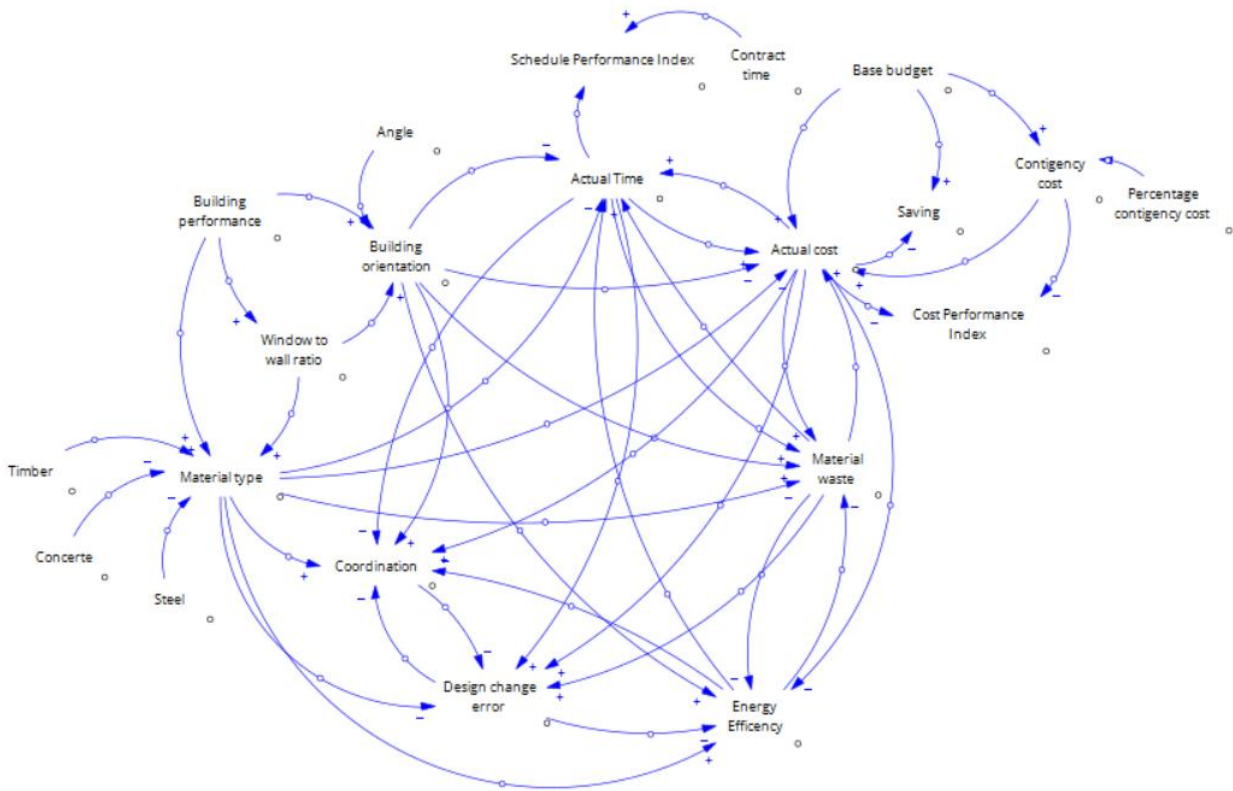 Schedule Performance Index
Contract
time
Base budget
Angle
Actual Time
Contigency
cost
Percentage
contigency cost
Building
performance
Saving
Building
orientation
Actual cost
Cost Performance
Index
Window to
wall ratio
Timber
Material type
Material
waste
Concerte
Coordination
Steel
Design change
error
Energy
Efficency